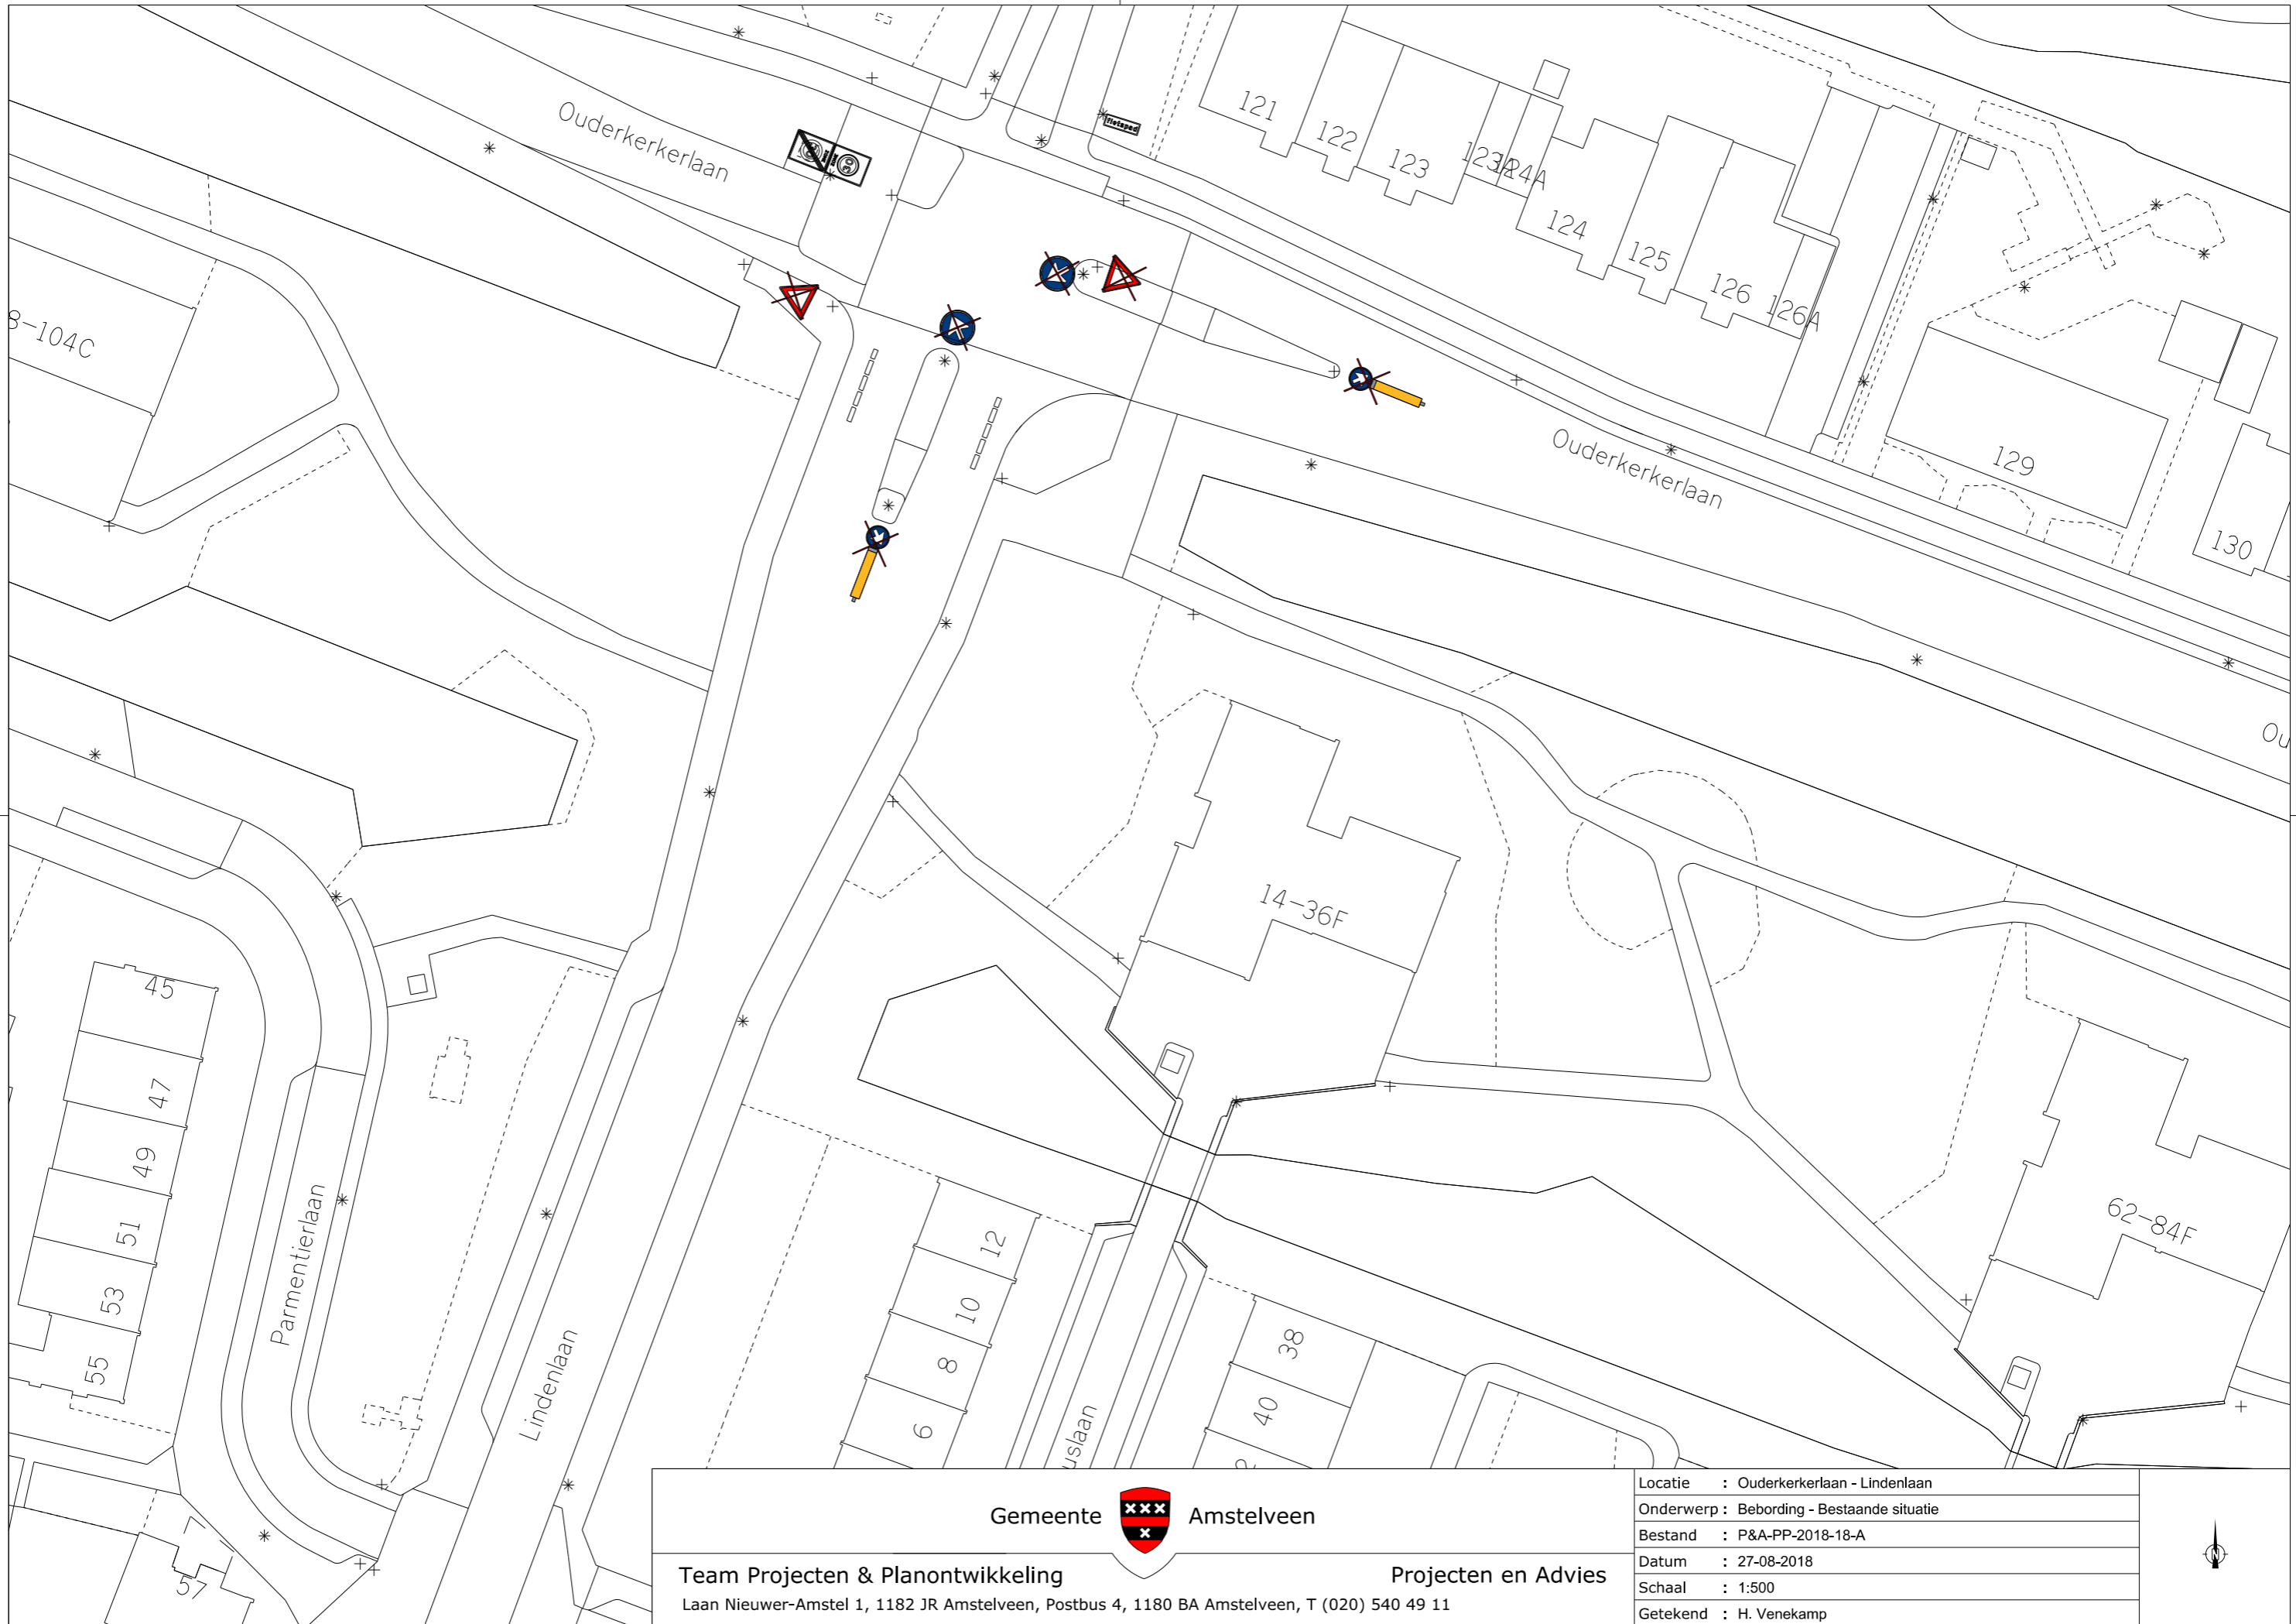 Ouderkerkerlaan
30
fietspad
121
122
123
124A
124
125
126
126A
129
130
8-104C
Ouderkerkerlaan
Ou
14-36F
62-84F
45
47
49
51
53
55
57
Parmentierlaan
Lindenlaan
12
10
8
6
uslaan
38
40
Gemeente Amstelveen
Team Projecten & Planontwikkeling
Projecten en Advies
Laan Nieuwer-Amstel 1, 1182 JR Amstelveen, Postbus 4, 1180 BA Amstelveen, T (020) 540 49 11
Locatie : Ouderkerkerlaan - Lindenlaan
Onderwerp : Bebording - Bestaande situatie
Bestand : P&A-PP-2018-18-A
Datum : 27-08-2018
Schaal : 1:500
Getekend : H. Venekamp